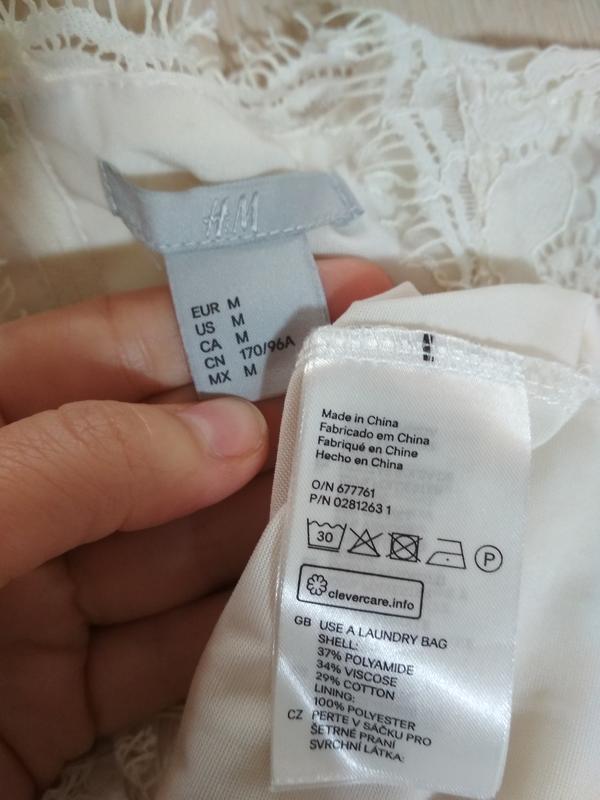 H&M
EUR M
US M
CA M
CN 170/96A
MX M
Made in China
Fabricado em China
Fabriqué en Chine
Hecho en China
O/N 677761
P/N 0281263 1
30
P
clevercare.info
GB USE A LAUNDRY BAG
SHELL:
37% POLYAMIDE
34% VISCOSE
29% COTTON
LINING:
100% POLYESTER
CZ PERTE V SÁČKU PRO
ŠETRNÉ PRANÍ
SVRCHNÍ LÁTKA: